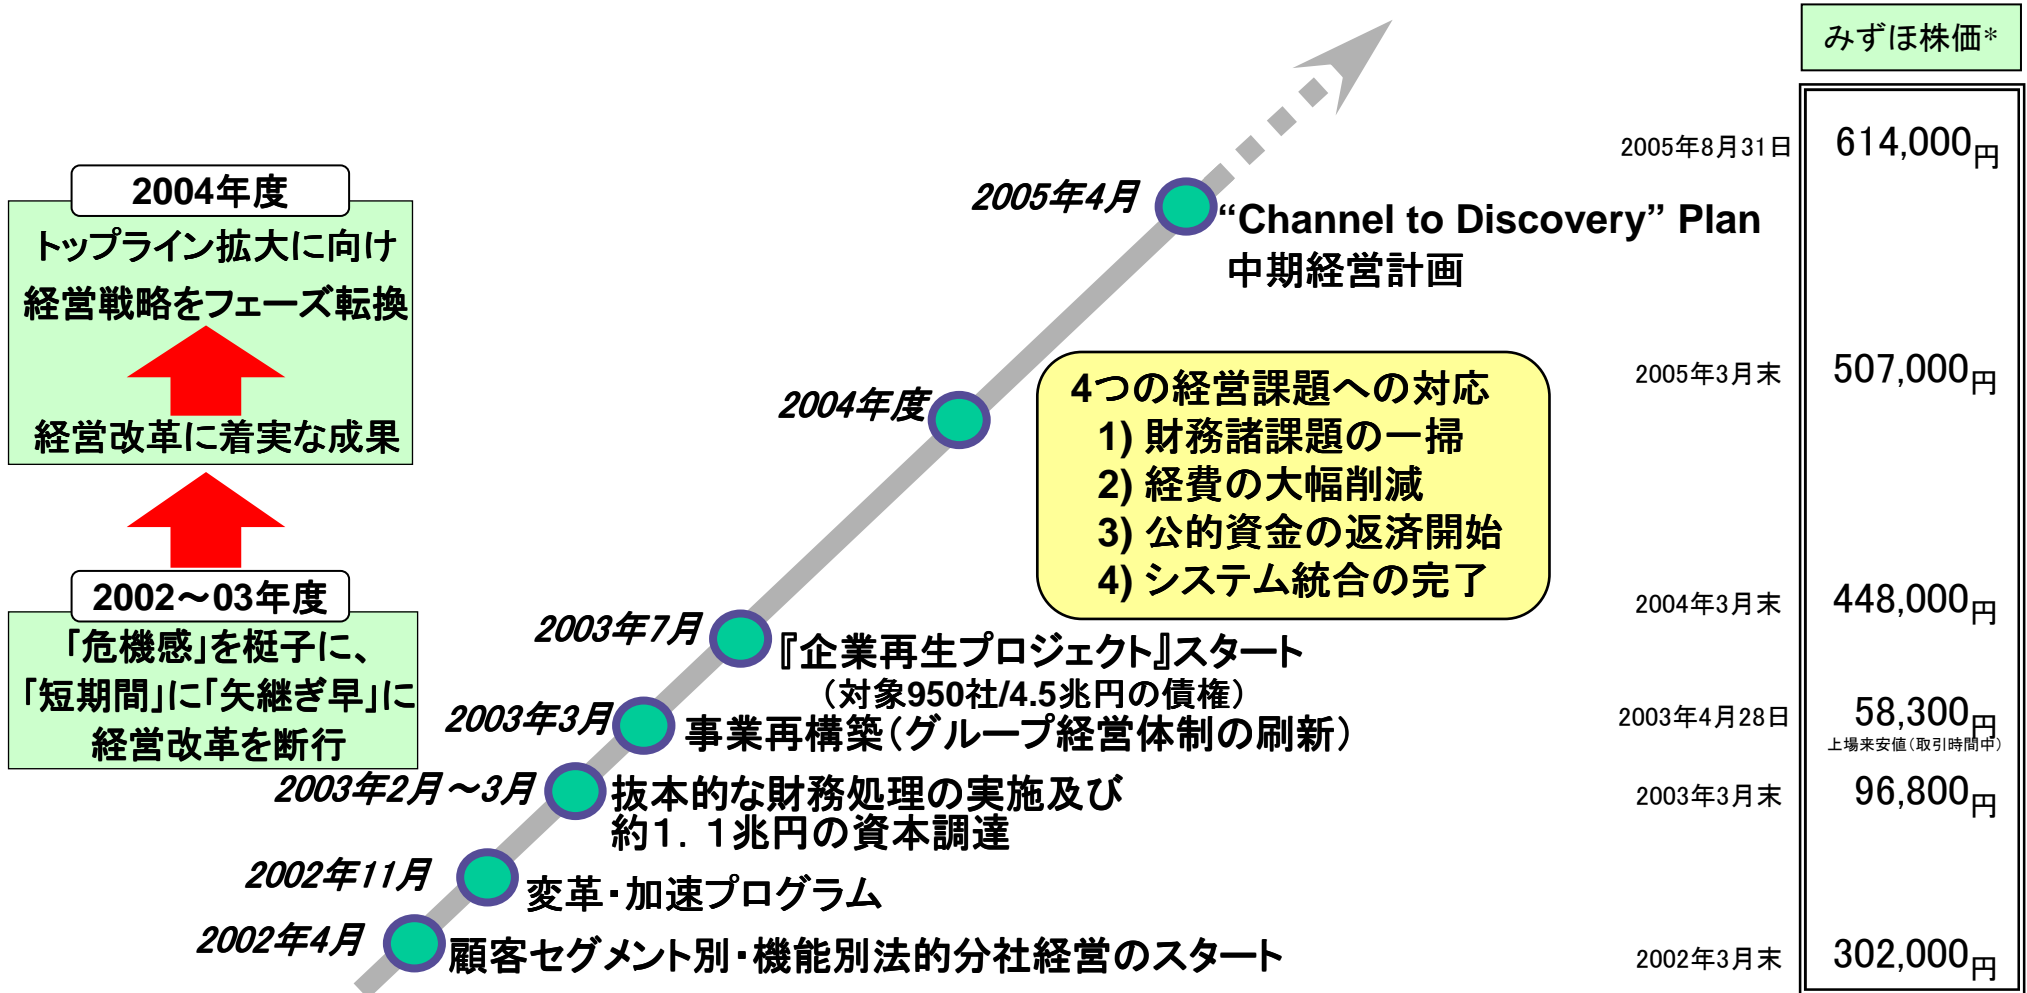 みずほ株価*
2005年8月31日 614,000円
2005年3月末 507,000円
2004年3月末 448,000円
2003年4月28日 58,300円
上場来安値(取引時間中)
2003年3月末 96,800円
2002年3月末 302,000円
2004年度
トップライン拡大に向け
経営戦略をフェーズ転換
経営改革に着実な成果
2002～03年度
「危機感」を梃子に、
「短期間」に「矢継ぎ早」に
経営改革を断行
2005年4月
“Channel to Discovery” Plan
中期経営計画
2004年度
4つの経営課題への対応
1) 財務諸課題の一掃
2) 経費の大幅削減
3) 公的資金の返済開始
4) システム統合の完了
2003年7月
『企業再生プロジェクト』スタート
（対象950社/4.5兆円の債権）
2003年3月
事業再構築（グループ経営体制の刷新）
2003年2月～3月
抜本的な財務処理の実施及び
約1．1兆円の資本調達
2002年11月
変革・加速プログラム
2002年4月
顧客セグメント別・機能別法的分社経営のスタート